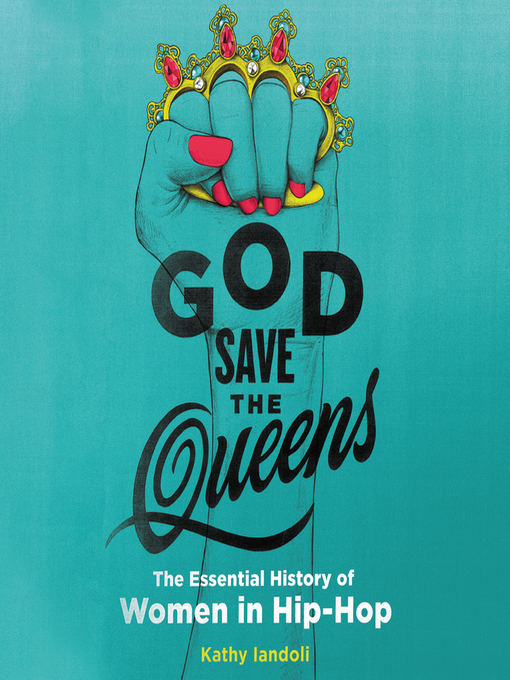 GOD
SAVE
THE
Queens
The Essential History of
Women in Hip-Hop
Kathy Iandoli